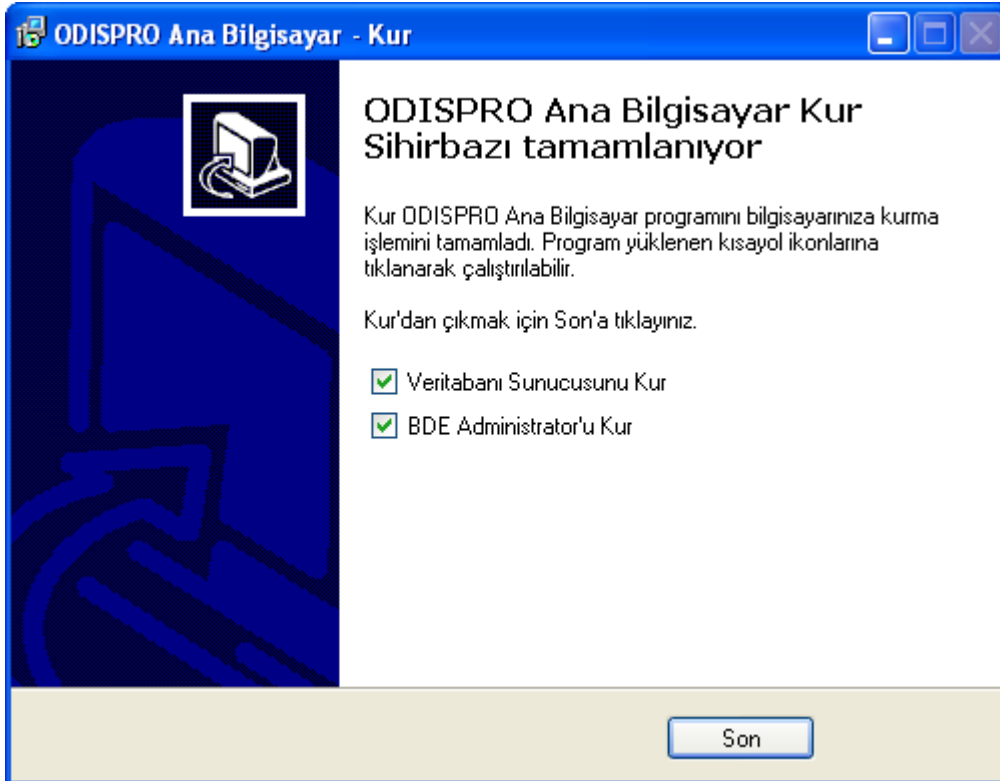 ODISPRO Ana Bilgisayar - Kur
ODISPRO Ana Bilgisayar Kur
Sihirbazı tamamlanıyor
Kur ODISPRO Ana Bilgisayar programını bilgisayarınıza kurma
işlemini tamamladı. Program yüklenen kısayol ikonlarına
tıklanarak çalıştırılabilir.
Kur'dan çıkmak için Son'a tıklayınız.
Veritabanı Sunucusunu Kur
BDE Administrator'u Kur
Son